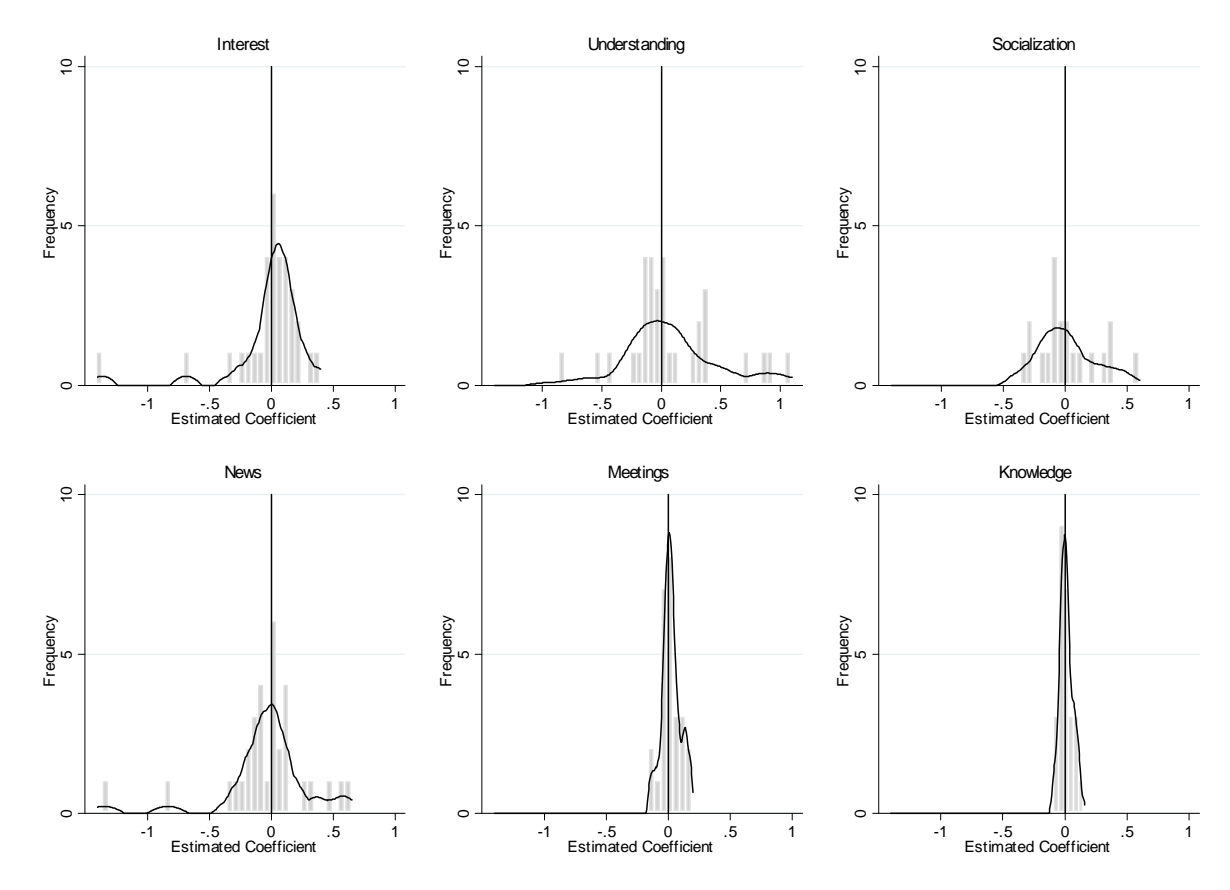 Interest
Frequency
10
5
0
-1 -.5 0 .5 1
Estimated Coefficient
Understanding
Frequency
10
5
0
-1 -.5 0 .5 1
Estimated Coefficient
Socialization
Frequency
10
5
0
-1 -.5 0 .5 1
Estimated Coefficient
News
Frequency
10
5
0
-1 -.5 0 .5 1
Estimated Coefficient
Meetings
Frequency
10
5
0
-1 -.5 0 .5 1
Estimated Coefficient
Knowledge
Frequency
10
5
0
-1 -.5 0 .5 1
Estimated Coefficient